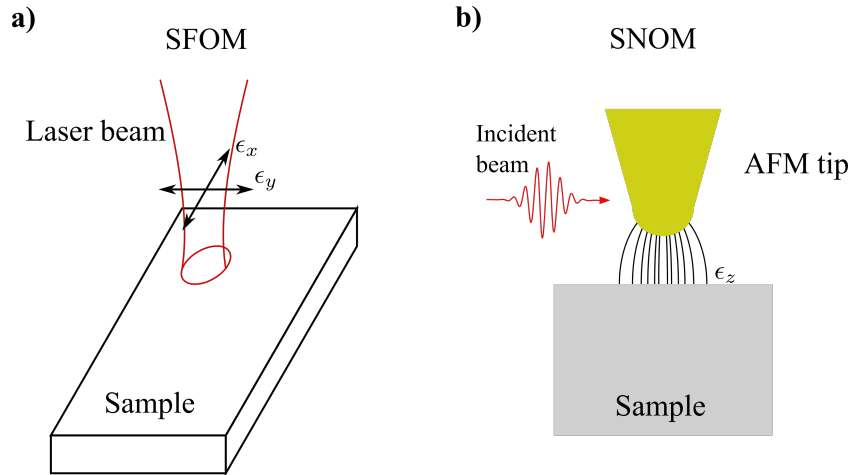 a)
SFOM
Laser beam
ϵx
ϵy
Sample
b)
SNOM
Incident
beam
AFM tip
ϵz
Sample